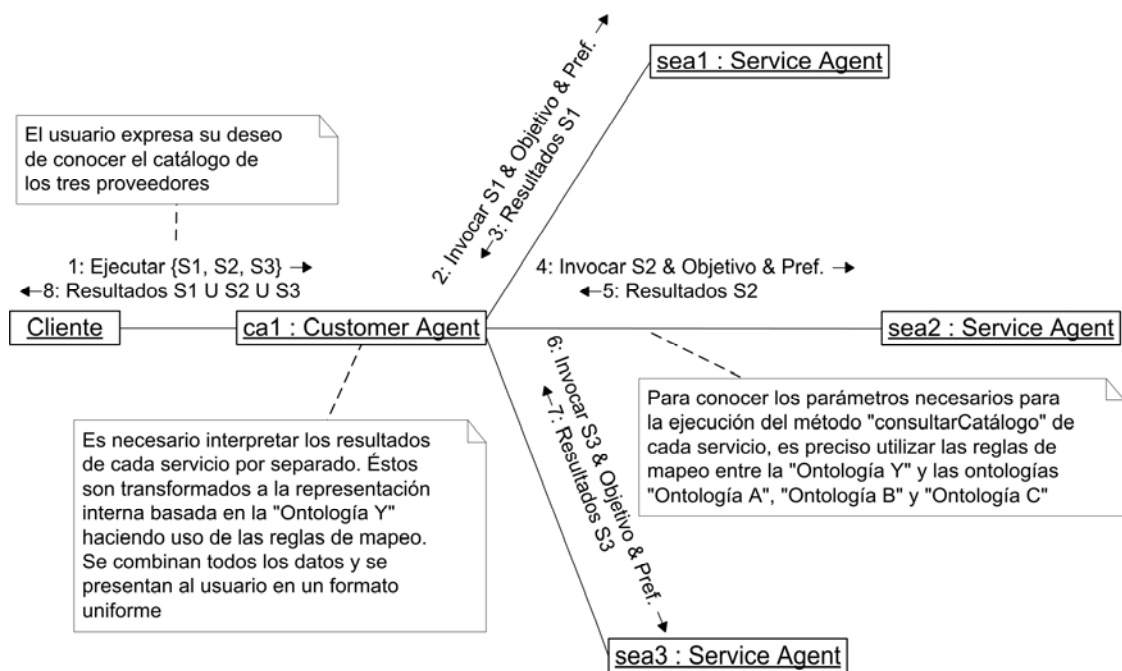 sea1 : Service Agent
El usuario expresa su deseo
de conocer el catálogo de
los tres proveedores
2: Invocar S1 & Objetivo & Pref. →
←3: Resultados S1
1: Ejecutar {S1, S2, S3} →
←8: Resultados S1 U S2 U S3
4: Invocar S2 & Objetivo & Pref. →
←5: Resultados S2
Cliente
ca1 : Customer Agent
sea2 : Service Agent
6: Invocar S3 & Objetivo & Pref. →
←7: Resultados S3
Para conocer los parámetros necesarios para
la ejecución del método "consultarCatálogo" de
cada servicio, es preciso utilizar las reglas de
mapeo entre la "Ontología Y" y las ontologías
"Ontología A", "Ontología B" y "Ontología C"
Es necesario interpretar los resultados
de cada servicio por separado. Éstos
son transformados a la representación
interna basada en la "Ontología Y"
haciendo uso de las reglas de mapeo.
Se combinan todos los datos y se
presentan al usuario en un formato
uniforme
sea3 : Service Agent